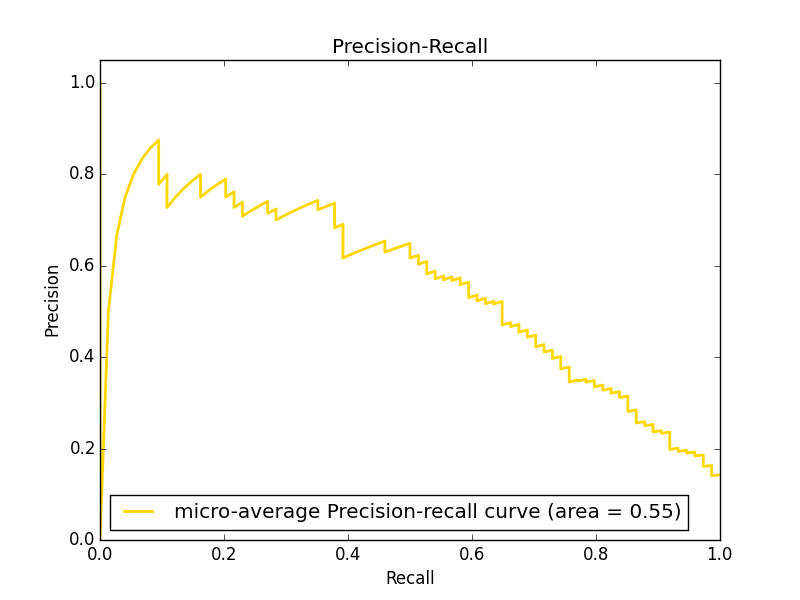 Precision-Recall
1.0
0.8
0.6
0.4
0.2
0.0
Precision
micro-average Precision-recall curve (area = 0.55)
0.0 0.2 0.4 0.6 0.8 1.0
Recall